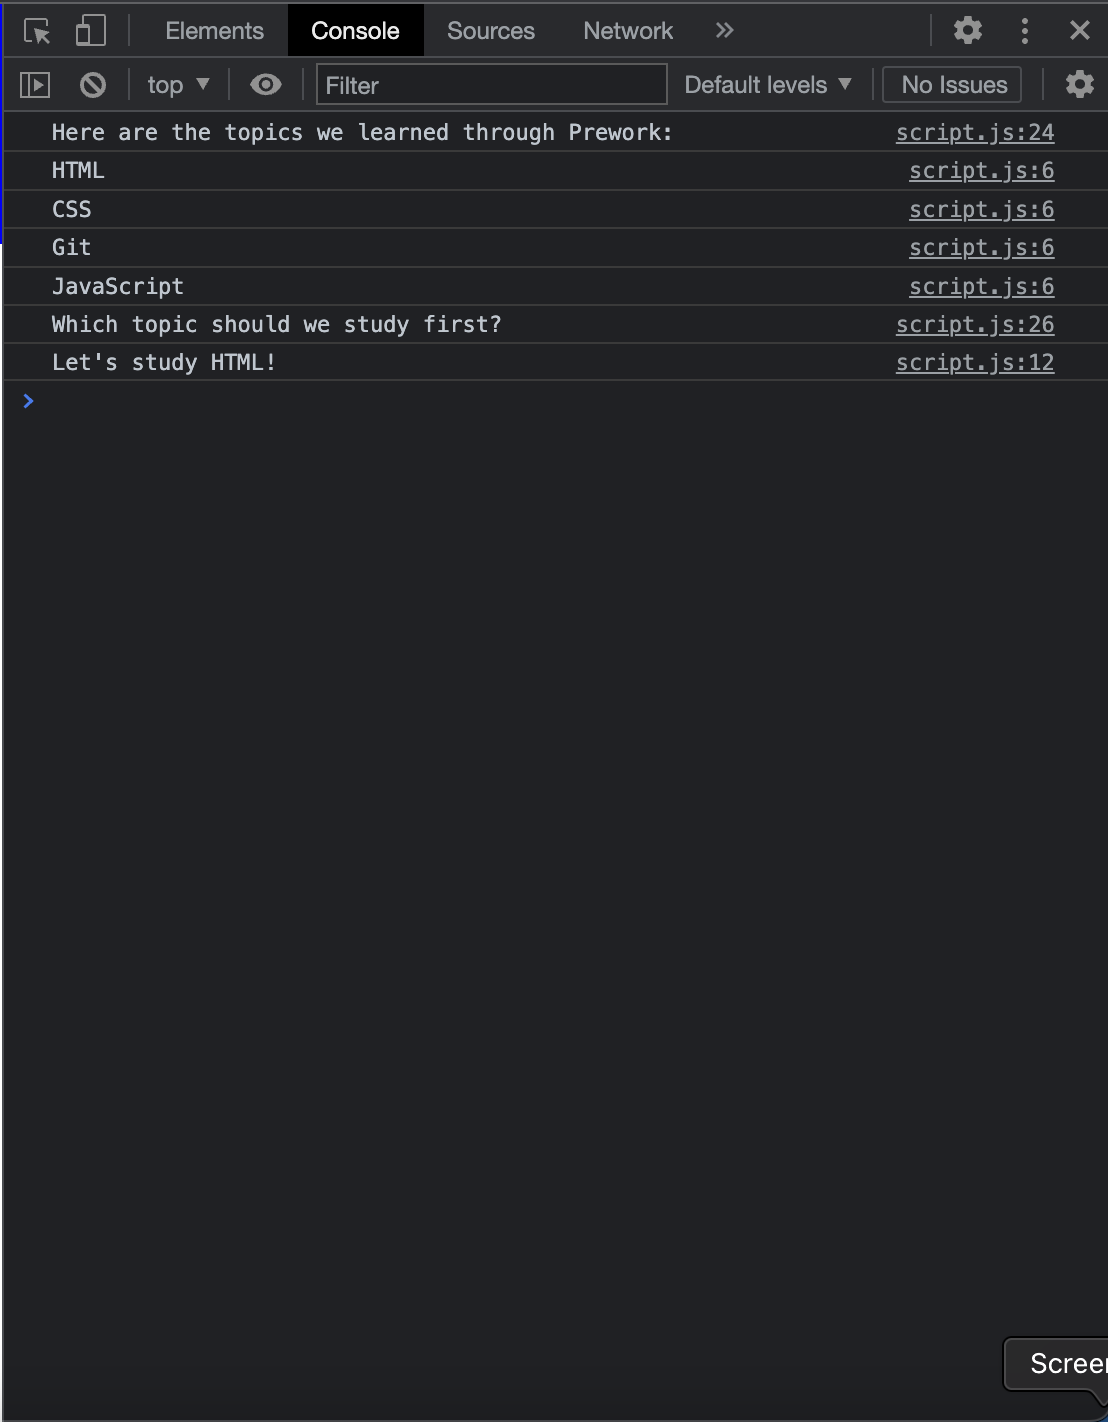 Elements Console Sources Network »
top ▼ Filter Default levels ▼ No Issues
Here are the topics we learned through Prework: script.js:24
HTML script.js:6
CSS script.js:6
Git script.js:6
JavaScript script.js:6
Which topic should we study first? script.js:26
Let's study HTML! script.js:12
>